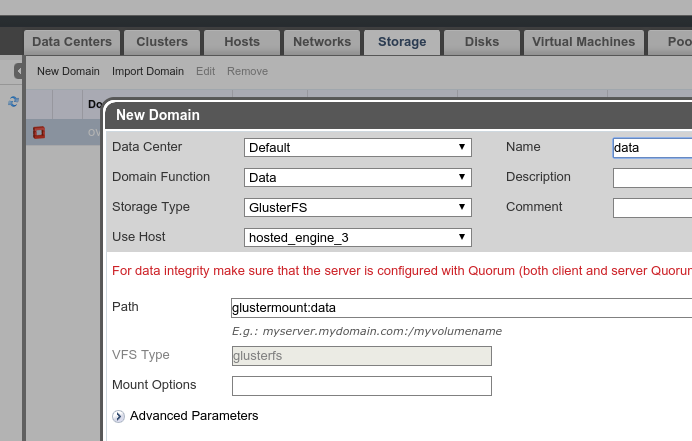 Data Centers Clusters Hosts Networks Storage Disks Virtual Machines Poo
New Domain Import Domain Edit Remove
Do
ov
New Domain
Data Center Default Name data
Domain Function Data Description
Storage Type GlusterFS Comment
Use Host hosted_engine_3
For data integrity make sure that the server is configured with Quorum (both client and server Quorum
Path glustermount:data
E.g.: myserver.mydomain.com:/myvolumename
VFS Type glusterfs
Mount Options
Advanced Parameters